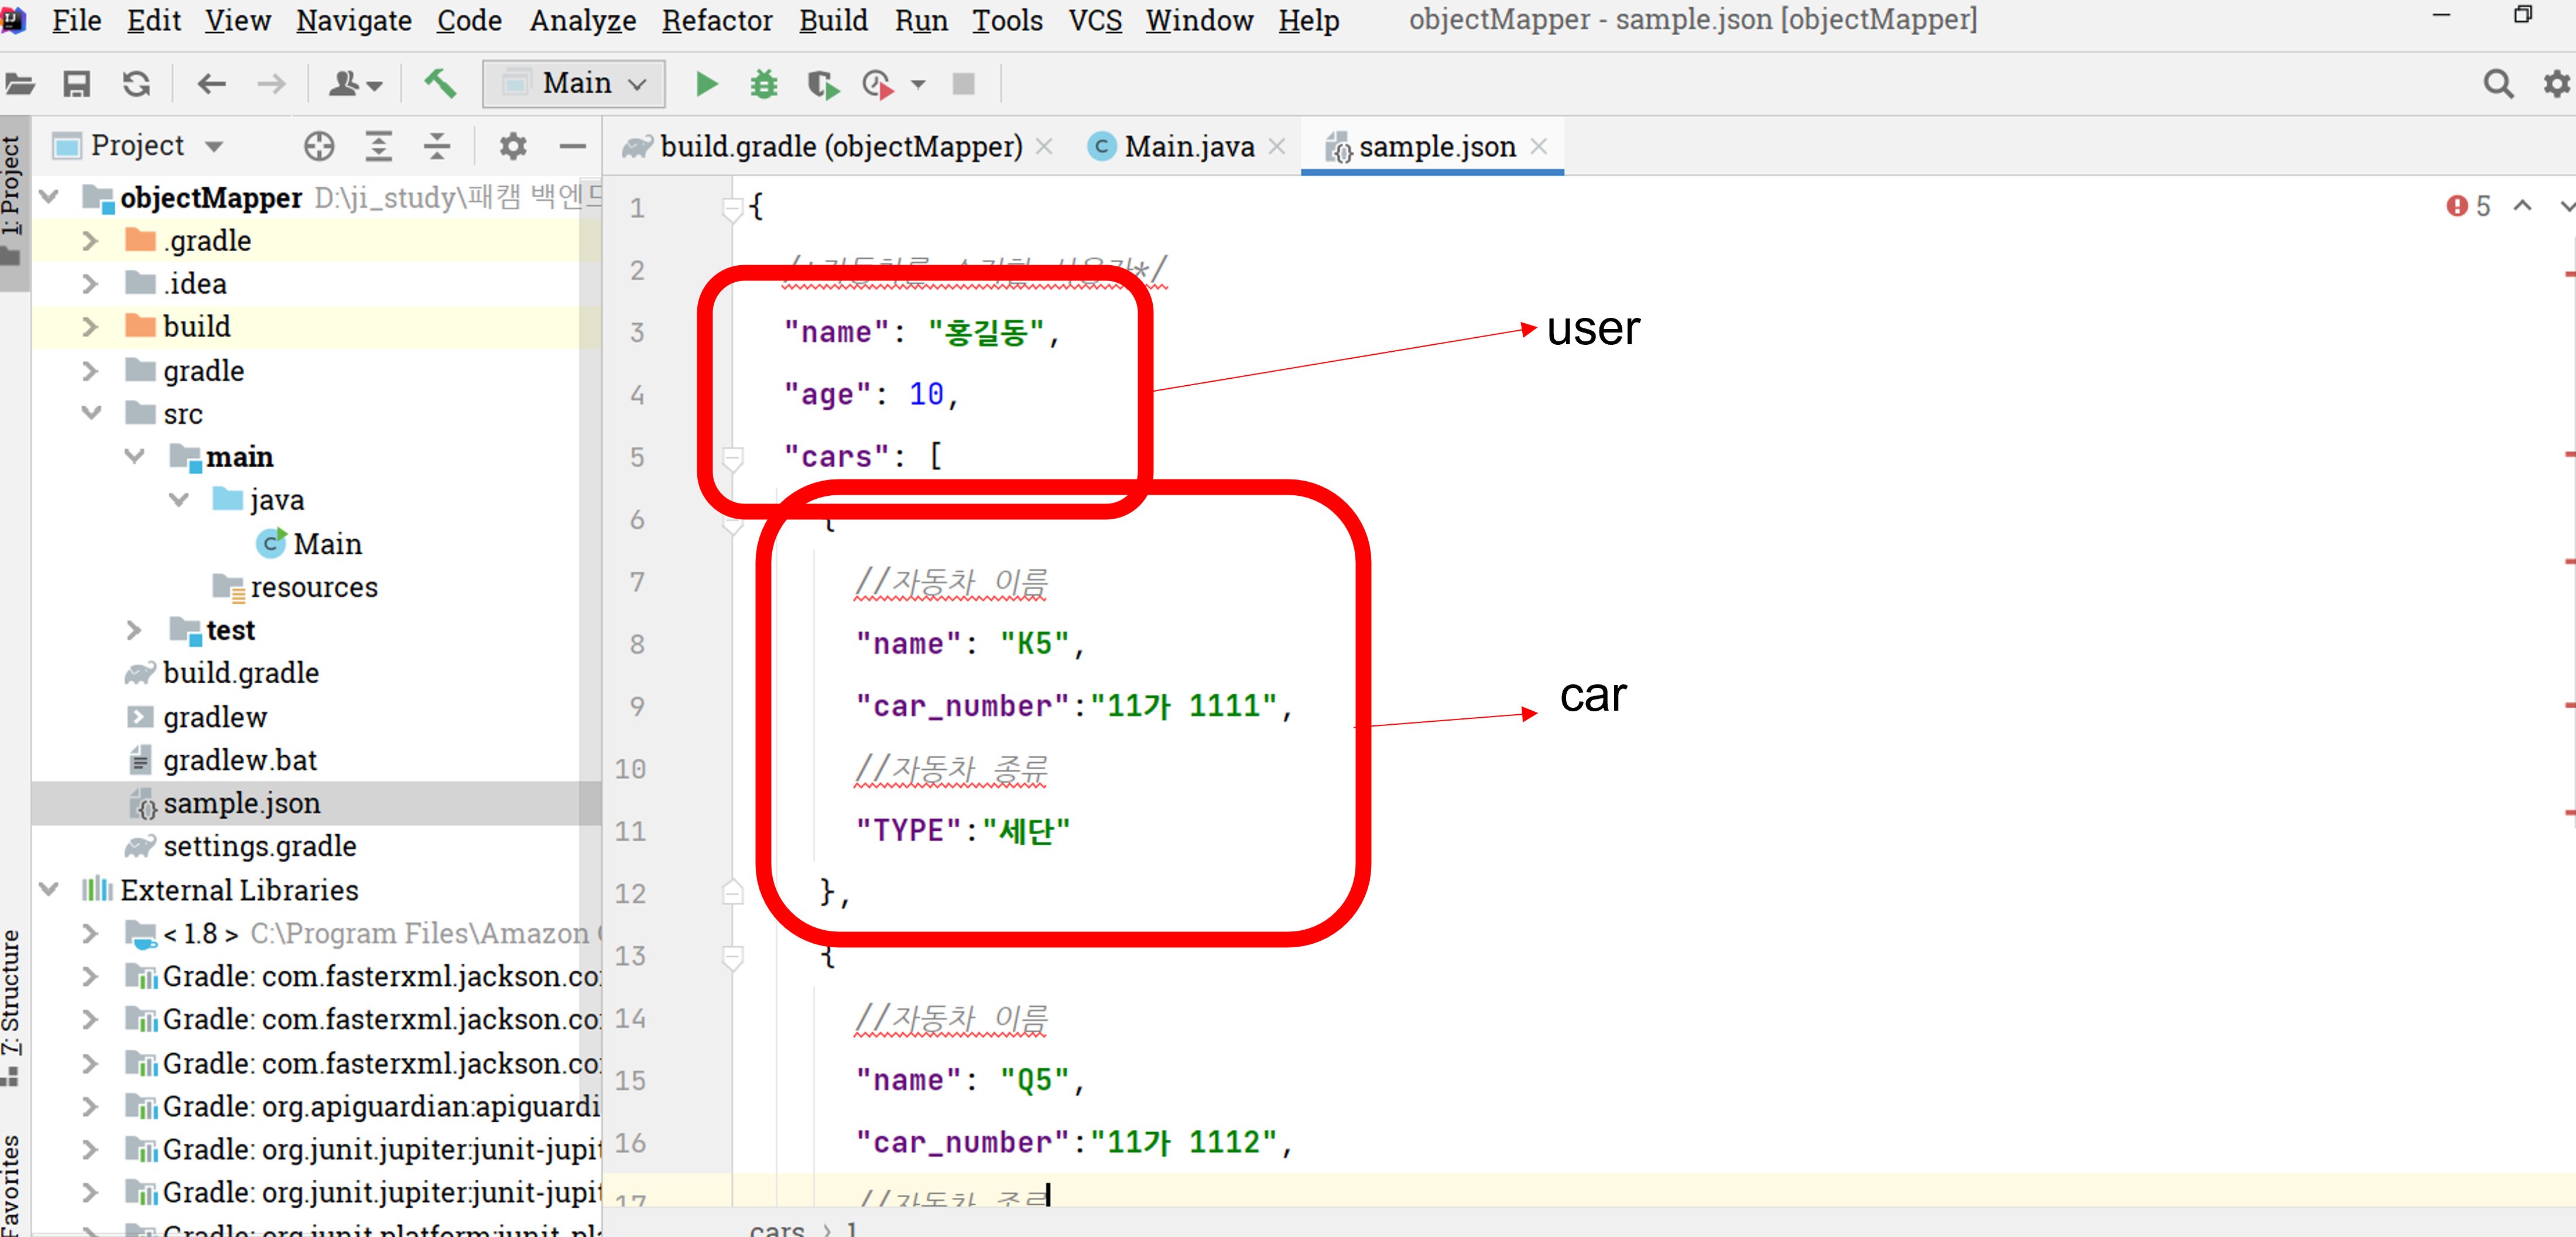 File Edit View Navigate Code Analyze Refactor Build Run Tools VCS Window Help objectMapper - sample.json [objectMapper]
Main
1: Project
7: Structure
Favorites
Project
objectMapper D:\ji_study\패캠 백엔드
.gradle
.idea
build
gradle
src
main
java
Main
resources
test
build.gradle
gradlew
gradlew.bat
sample.json
settings.gradle
External Libraries
< 1.8 > C:\Program Files\Amazon
Gradle: com.fasterxml.jackson.co
Gradle: com.fasterxml.jackson.co
Gradle: com.fasterxml.jackson.co
Gradle: org.apiguardian:apiguardi
Gradle: org.junit.jupiter:junit-jupit
Gradle: org.junit.jupiter:junit-jupit
Gradle: org.junit.platform:junit-pla
build.gradle (objectMapper) Main.java sample.json
5
1 {
2 */
3 "name": "홍길동",
4 "age": 10,
5 "cars": [
6 {
7 //자동차 이름
8 "name": "K5",
9 "car_number":"11가 1111",
10 //자동차 종류
11 "TYPE":"세단"
12 },
13 {
14 //자동차 이름
15 "name": "Q5",
16 "car_number":"11가 1112",
17 //자동차 종류
cars › 1
user
car